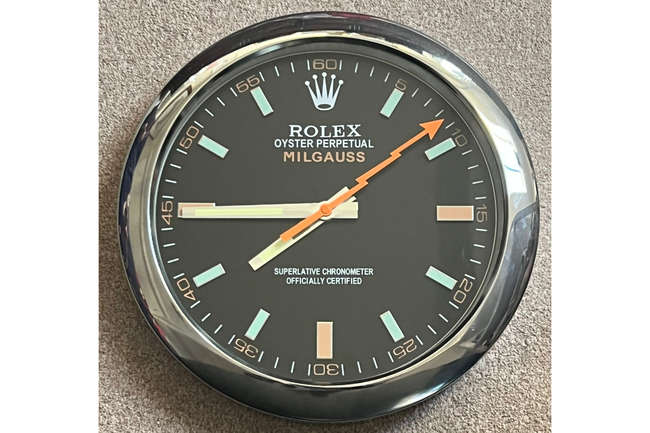 60
5
10
15
20
25
30
35
40
45
50
55
ROLEX
OYSTER PERPETUAL
MILGAUSS
SUPERLATIVE CHRONOMETER
OFFICIALLY CERTIFIED